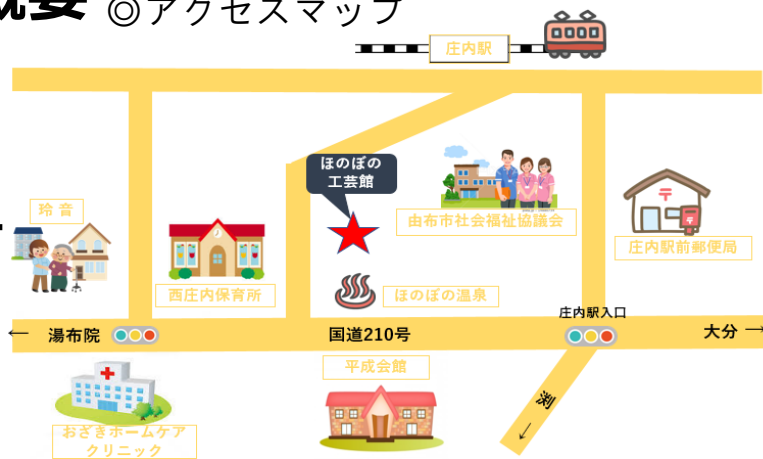 概要 ◎アクセスマップ
庄内駅
ほのぼの
工芸館
玲音
由布市社会福祉協議会
庄内駅前郵便局
西庄内保育所
ほのぼの温泉
庄内駅入口
← 湯布院
国道210号
大分 →
平成会館
渕
←
おざきホームケア
クリニック